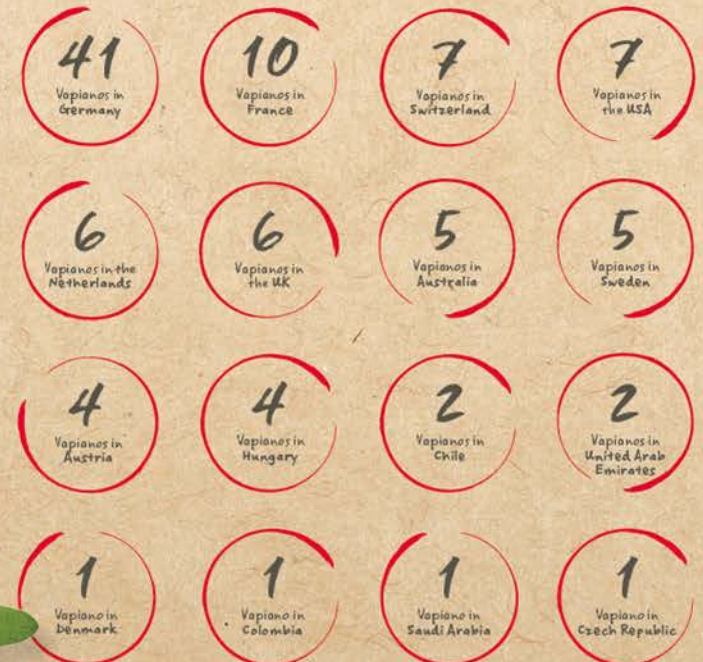 41
Vapianos in
Germany
10
Vapianos in
France
7
Vapianos in
Switzerland
7
Vapianos in
the USA
6
Vapianos in the
Netherlands
6
Vapianos in
the UK
5
Vapianos in
Australia
5
Vapianos in
Sweden
4
Vapianos in
Austria
4
Vapianos in
Hungary
2
Vapianos in
Chile
2
Vapianos in
United Arab
Emirates
1
Vapiano in
Denmark
1
Vapiano in
Colombia
1
Vapiano in
Saudi Arabia
1
Vapiano in
Czech Republic